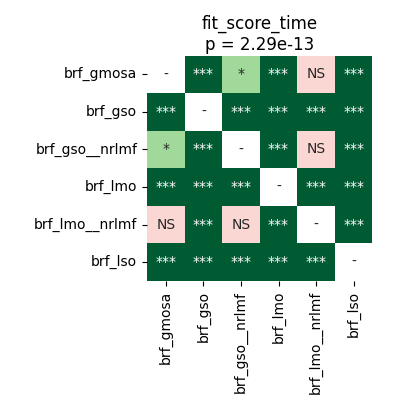 fit_score_time
p = 2.29e-13
brf_gmosa - *** * *** NS ***
brf_gso *** - *** *** *** ***
brf_gso__nrlmf * *** - *** NS ***
brf_lmo *** *** *** - *** ***
brf_lmo__nrlmf NS *** NS *** - ***
brf_lso *** *** *** *** *** -
brf_gmosa
brf_gso
brf_gso__nrlmf
brf_lmo
brf_lmo__nrlmf
brf_lso